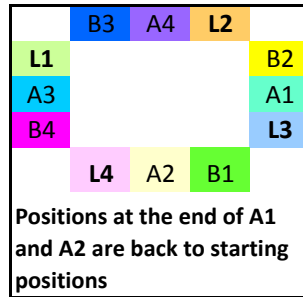 B3 A4 L2
L1 B2
A3 A1
B4 L3
L4 A2 B1
Positions at the end of A1
and A2 are back to starting
positions